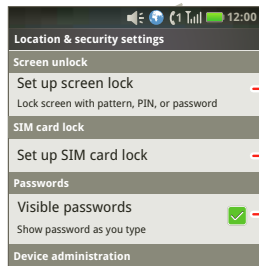 1 12:00
Location & security settings
Screen unlock
Set up screen lock
Lock screen with pattern, PIN, or password
SIM card lock
Set up SIM card lock
Passwords
Visible passwords
Show password as you type
Device administration